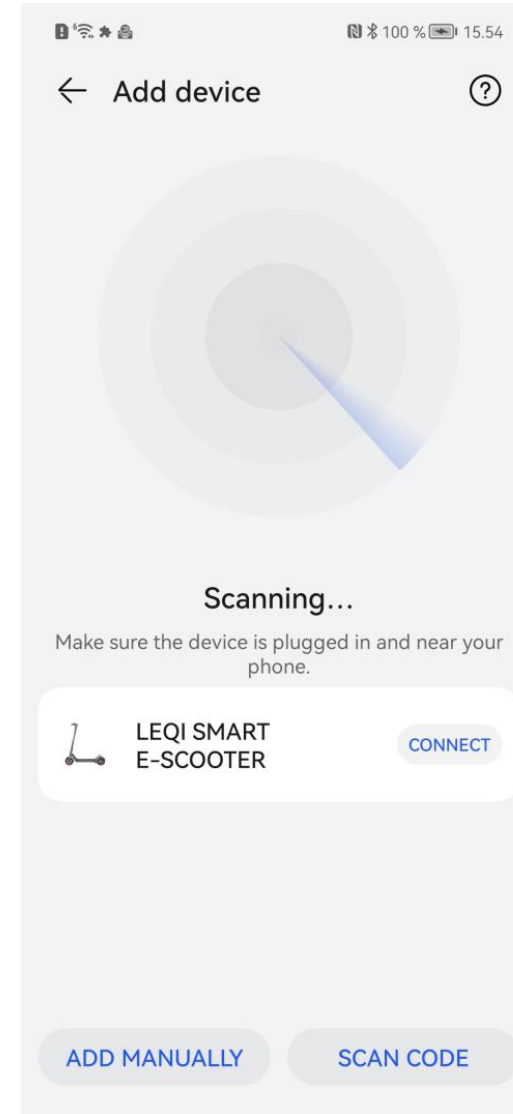 100 % 15.54
Add device
Scanning...
Make sure the device is plugged in and near your
phone.
LEQI SMART
E-SCOOTER
CONNECT
ADD MANUALLY
SCAN CODE